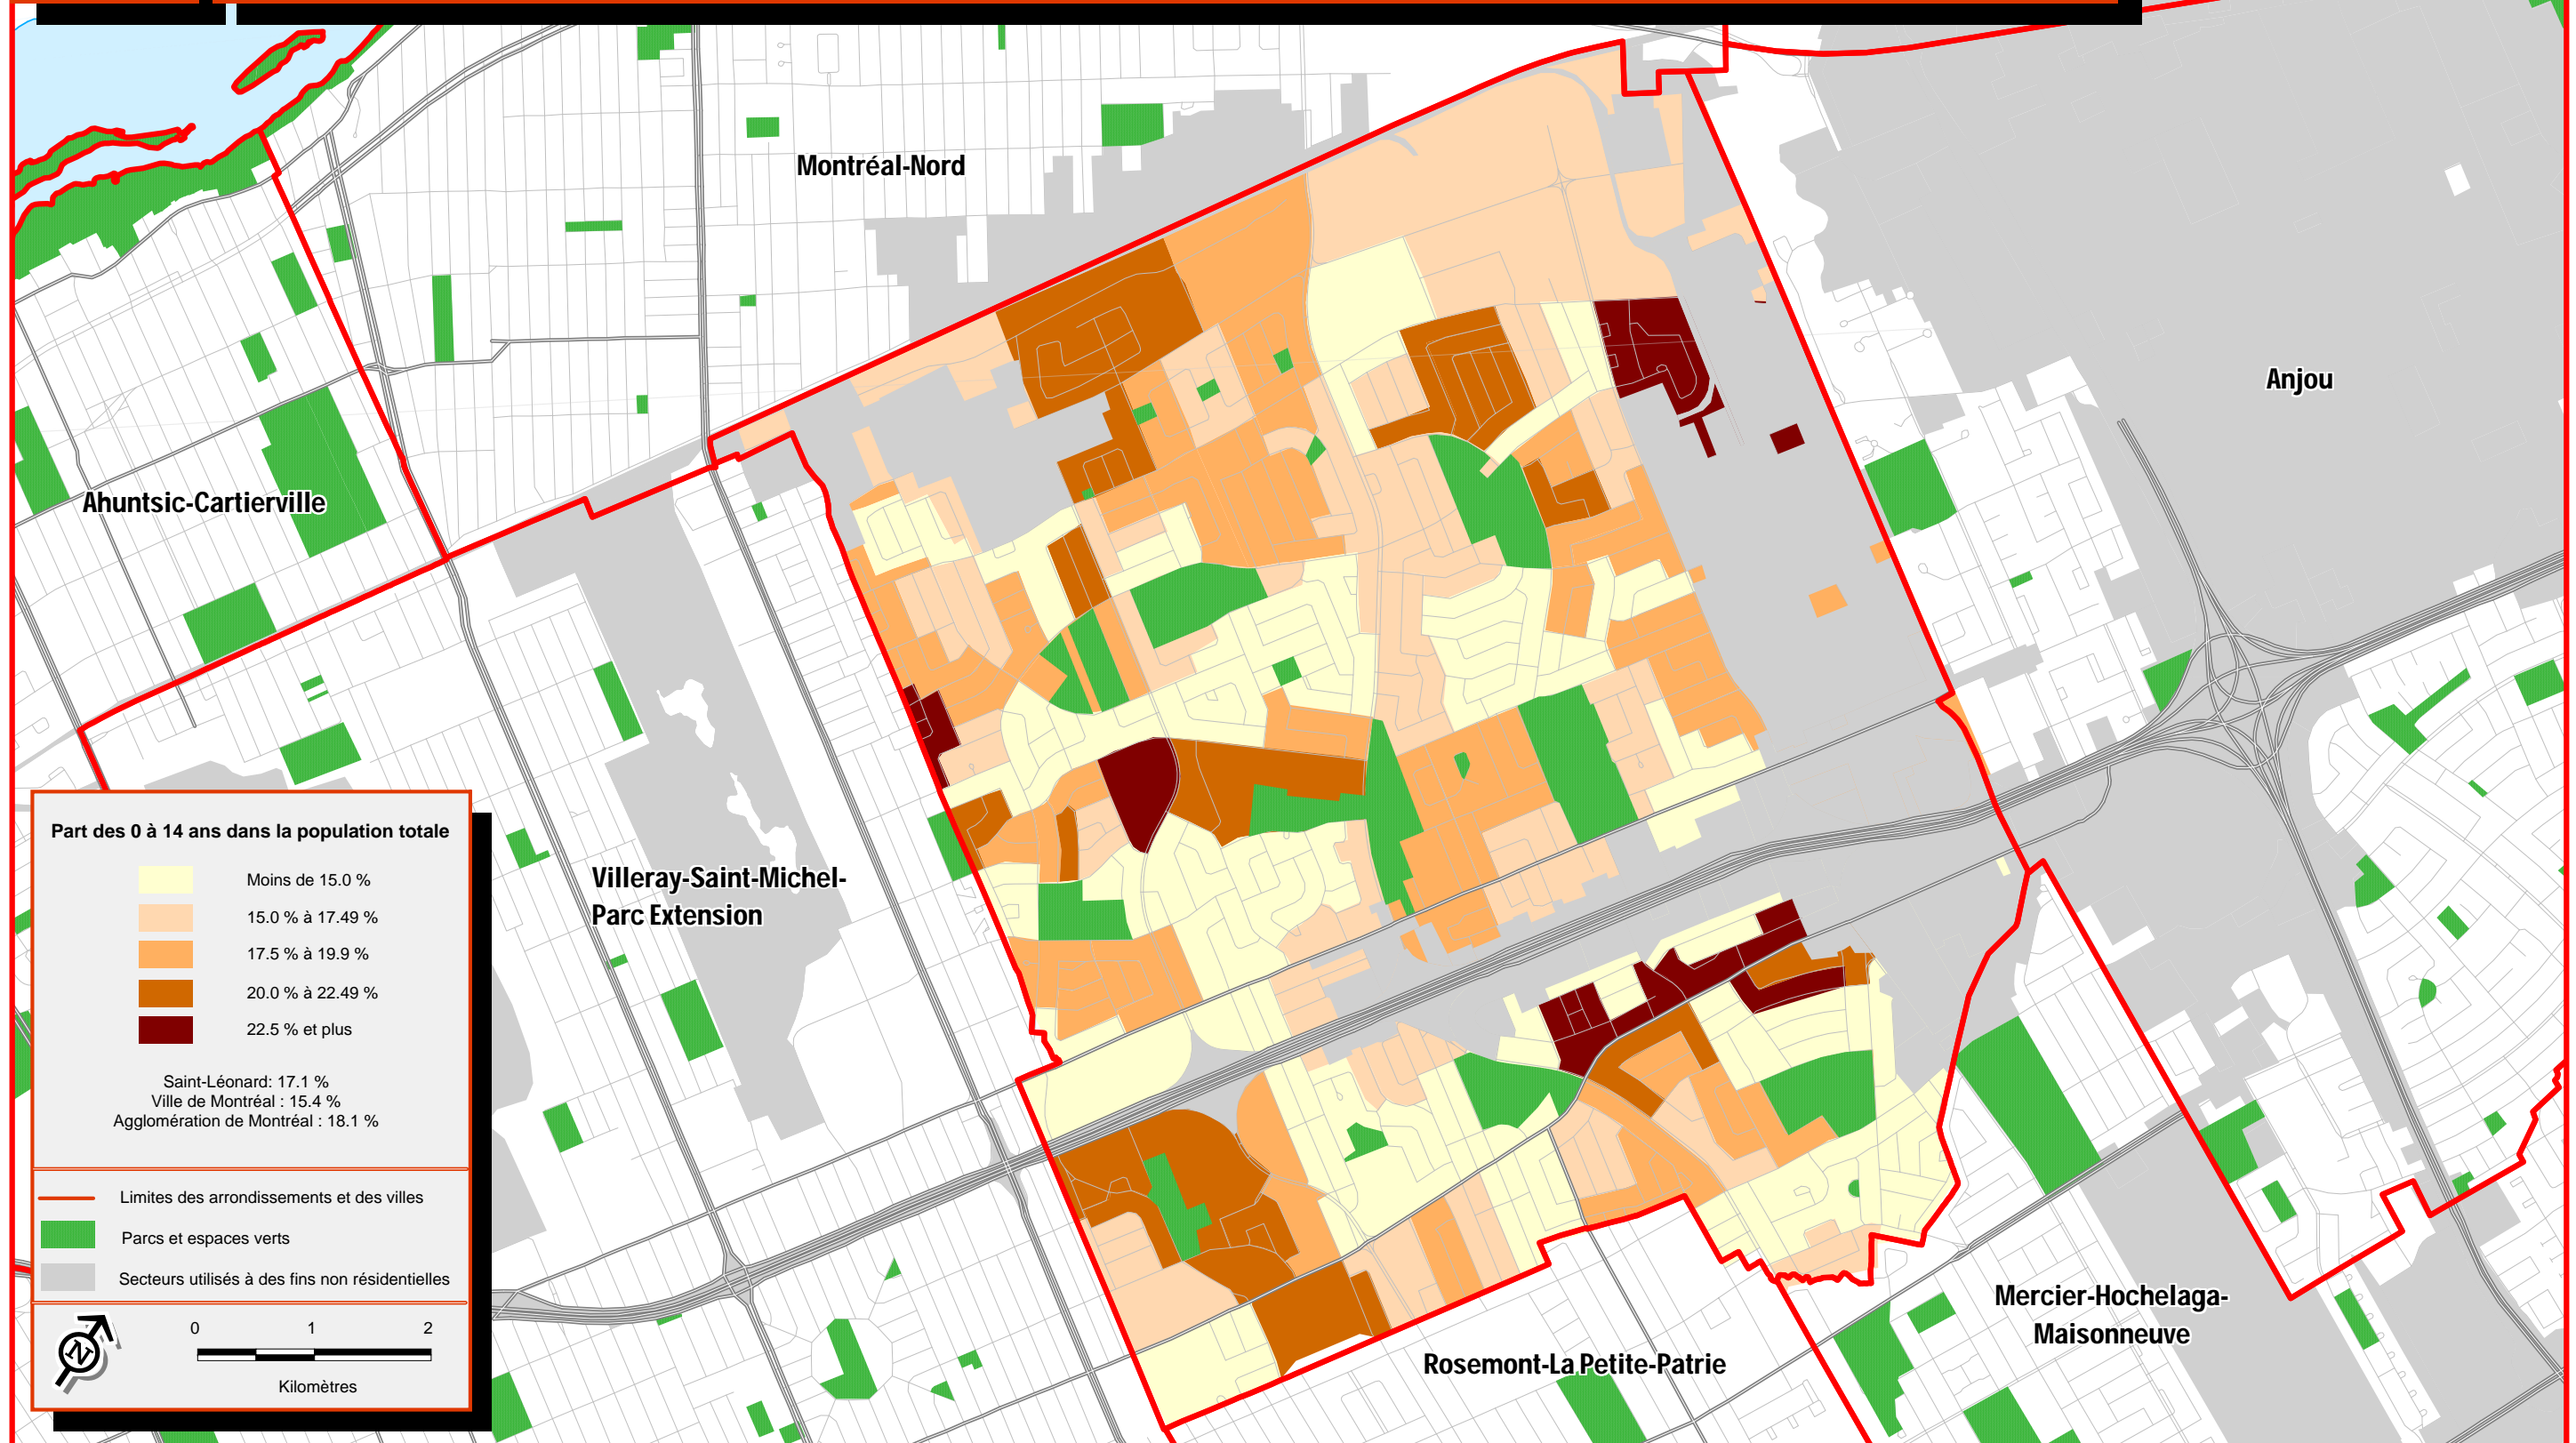 Montréal-Nord
Anjou
Ahuntsic-Cartierville
Villeray-Saint-Michel-
Parc Extension
Mercier-Hochelaga-
Maisonneuve
Rosemont-La Petite-Patrie
Part des 0 à 14 ans dans la population totale
Moins de 15.0 %
15.0 % à 17.49 %
17.5 % à 19.9 %
20.0 % à 22.49 %
22.5 % et plus
Saint-Léonard: 17.1 %
Ville de Montréal : 15.4 %
Agglomération de Montréal : 18.1 %
Limites des arrondissements et des villes
Parcs et espaces verts
Secteurs utilisés à des fins non résidentielles
N
0 1 2
Kilomètres